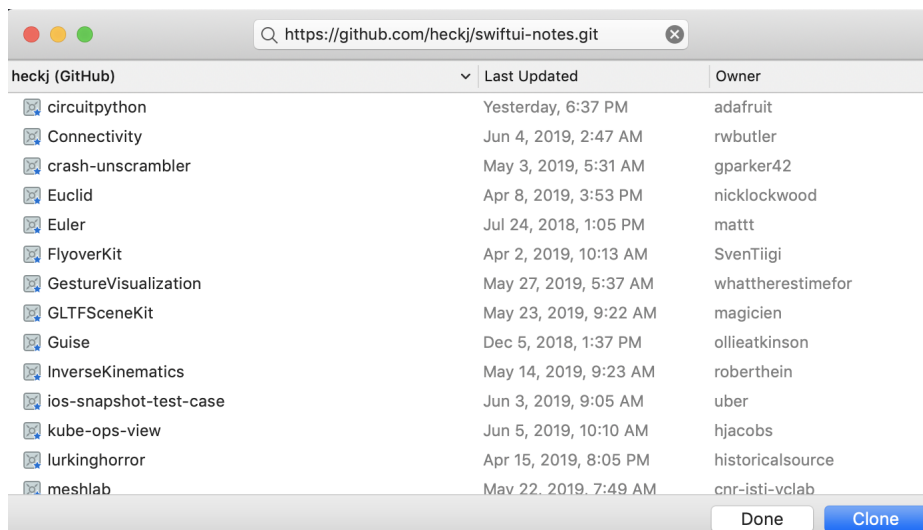 https://github.com/heckj/swiftui-notes.git
heckj (GitHub) Last Updated Owner
circuitpython Yesterday, 6:37 PM adafruit
Connectivity Jun 4, 2019, 2:47 AM rwbutler
crash-unscrambler May 3, 2019, 5:31 AM gparker42
Euclid Apr 8, 2019, 3:53 PM nicklockwood
Euler Jul 24, 2018, 1:05 PM mattt
FlyoverKit Apr 2, 2019, 10:13 AM SvenTiigi
GestureVisualization May 27, 2019, 5:37 AM whattherestimefor
GLTFSceneKit May 23, 2019, 9:22 AM magicien
Guise Dec 5, 2018, 1:37 PM ollieatkinson
InverseKinematics May 14, 2019, 9:23 AM roberthein
ios-snapshot-test-case Jun 3, 2019, 9:05 AM uber
kube-ops-view Jun 5, 2019, 10:10 AM hjacobs
lurkinghorror Apr 15, 2019, 8:05 PM historicalsource
meshlab May 22, 2019, 7:49 AM cnr-isti-vclab
Done Clone